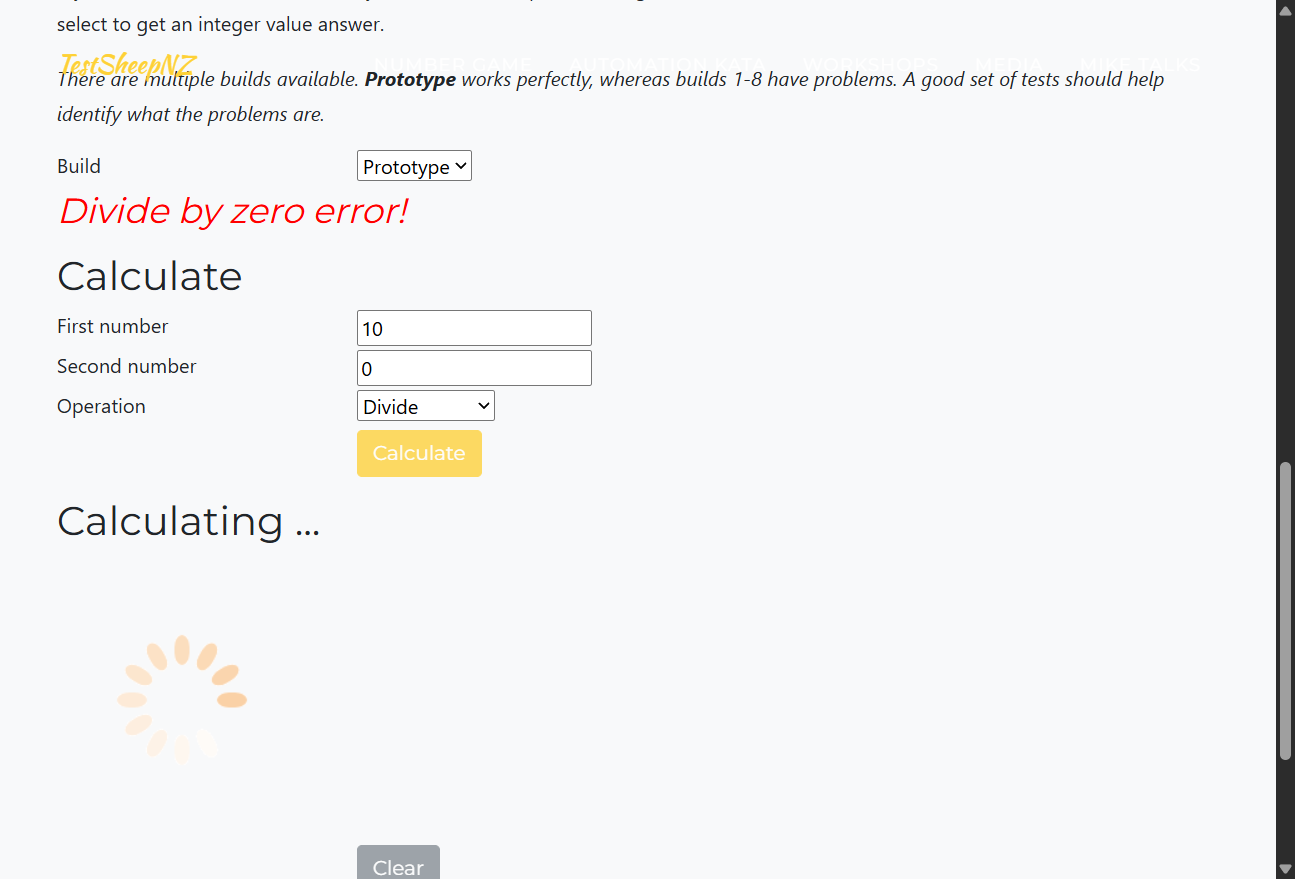 select to get an integer value answer.
TestSheepNZ NUMBER GAME AUTOMATION KATA WORKSHOPS MEDIA MIKE TALKS
There are multiple builds available. Prototype works perfectly, whereas builds 1-8 have problems. A good set of tests should help
identify what the problems are.
Build Prototype
Divide by zero error!
Calculate
First number 10
Second number 0
Operation Divide
Calculate
Calculating ...
Clear